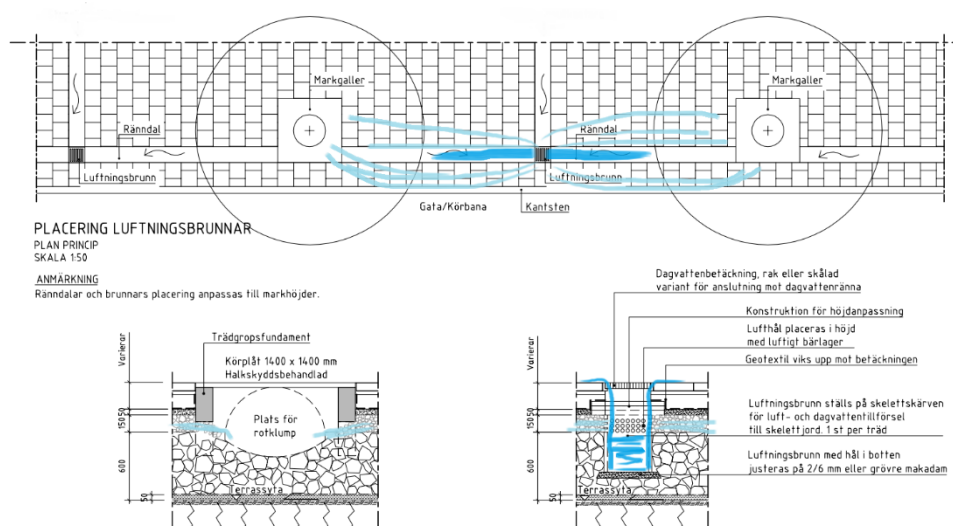 Markgaller
Markgaller
Ränndal
Ränndal
Luftningsbrunn
Luftningsbrunn
Gata/Körbana
Kantsten
PLACERING LUFTNINGSBRUNNAR
PLAN PRINCIP
SKALA 1:50
ANMÄRKNING
Ränndalar och brunnars placering anpassas till markhöjder.
Trädgropsfundament
Körplåt 1400 x 1400 mm
Halkskyddsbehandlad
Plats för
rotklump
Varierar
50
150
600
50
Terrassyta
Dagvattenbetäckning, rak eller skålad
variant för anslutning mot dagvattenränna
Konstruktion för höjdanpassning
Lufthål placeras i höjd
med luftigt bärlager
Geotextil viks upp mot betäckningen
Luftningsbrunn ställs på skelettskärven
för luft- och dagvattentillförsel
till skelettjord. 1 st per träd
Luftningsbrunn med hål i botten
justeras på 2/6 mm eller grövre makadam
Varierar
50
150
600
50
Terrassyta